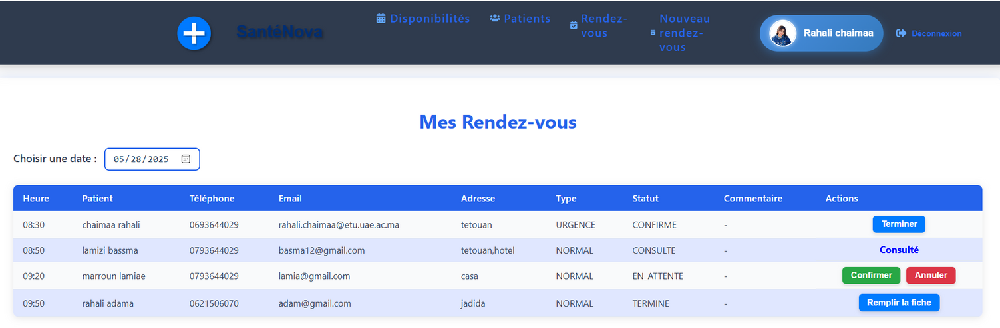 SantéNova
Disponibilités
Patients
Rendez-
vous
Nouveau
rendez-
vous
Rahali chaimaa
Déconnexion
Mes Rendez-vous
Choisir une date : 05/28/2025
Heure Patient Téléphone Email Adresse Type Statut Commentaire Actions
08:30 chaimaa rahali 0693644029 rahali.chaimaa@etu.uae.ac.ma tetouan URGENCE CONFIRME - Terminer
08:50 lamizi bassma 0793644029 basma12@gmail.com tetouan,hotel NORMAL CONSULTE - Consulté
09:20 marroun lamiae 0793644029 lamia@gmail.com casa NORMAL EN_ATTENTE - Confirmer Annuler
09:50 rahali adama 0621506070 adam@gmail.com jadida NORMAL TERMINE - Remplir la fiche